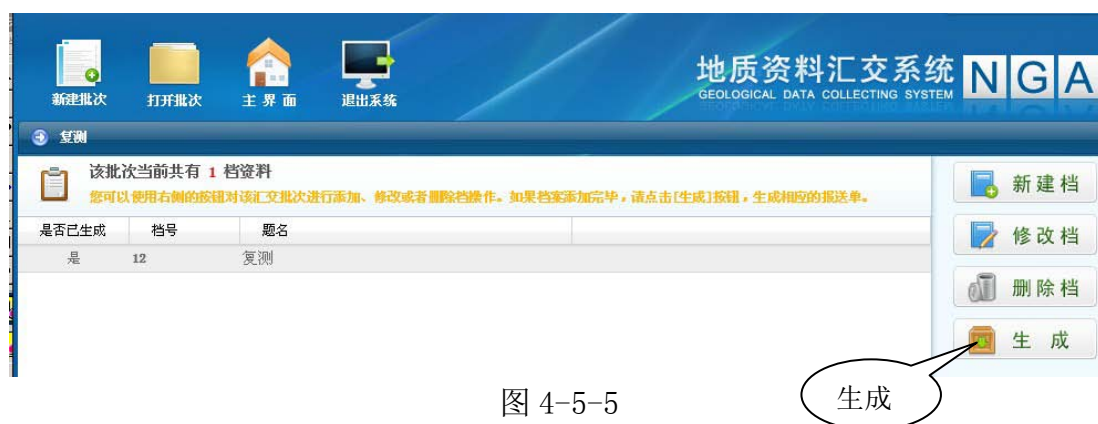 地质资料汇交系统 NGA
GEOLOGICAL DATA COLLECTING SYSTEM
新建批次 打开批次 主界面 退出系统
复测
该批次当前共有 1 档资料
您可以使用右侧的按钮对该汇交批次进行添加、修改或者删除档操作。如果档案添加完毕，请点击[生成]按钮，生成相应的报送单。
是否已生成 档号 题名
是 12 复测
新建档
修改档
删除档
生成
生成
图 4-5-5